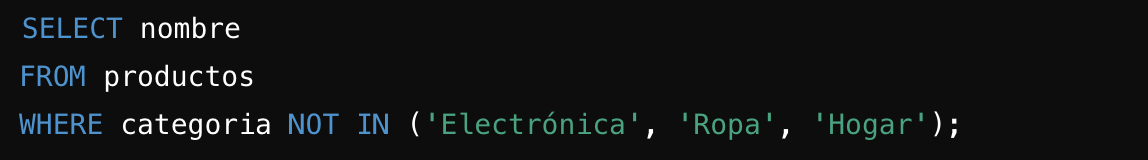 SELECT nombre
FROM productos
WHERE categoria NOT IN ('Electrónica', 'Ropa', 'Hogar');